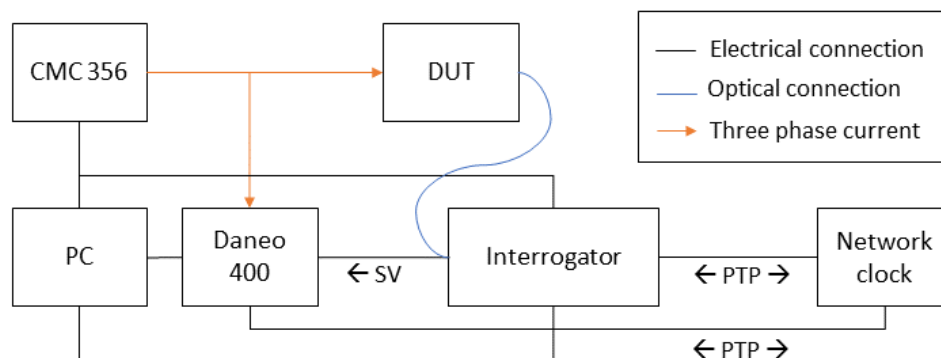 CMC 356
DUT
Electrical connection
Optical connection
Three phase current
PC
Daneo
400
← SV
Interrogator
← PTP →
Network
clock
← PTP →